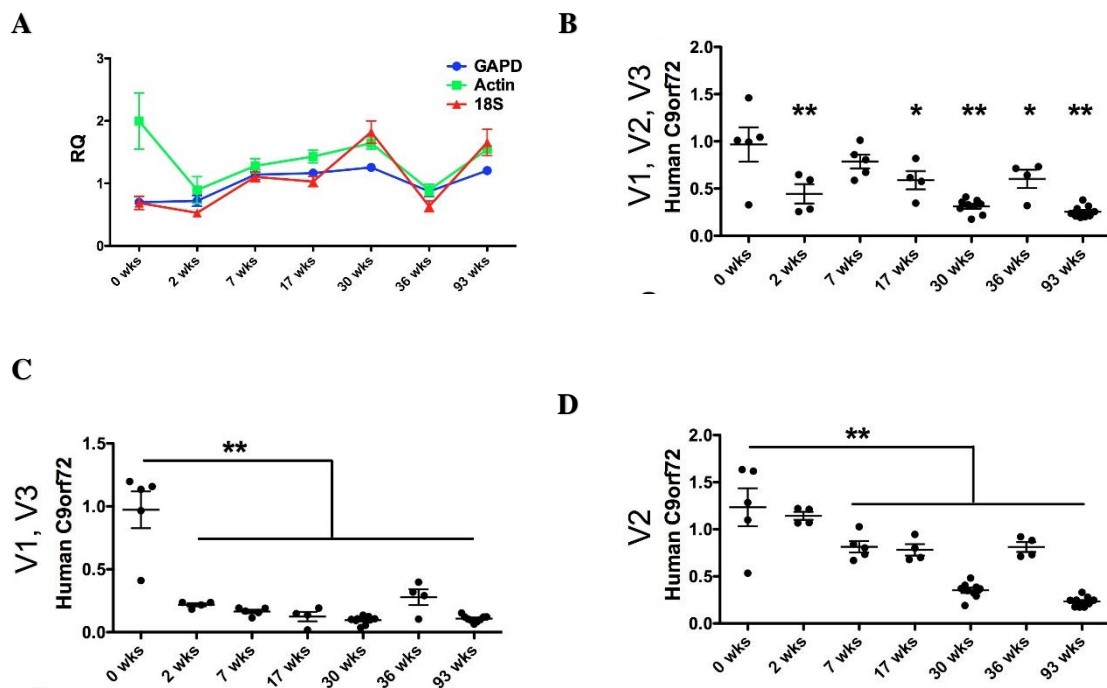 A
3
2
1
0
RQ
GAPD
Actin
18S
0 wks
2 wks
7 wks
17 wks
30 wks
36 wks
93 wks
B
V1, V2, V3
Human C9orf72
2.0
1.5
1.0
0.5
0.0
**
*
**
*
**
0 wks
2 wks
7 wks
17 wks
30 wks
36 wks
93 wks
C
V1, V3
Human C9orf72
1.5
1.0
0.5
0.0
**
0 wks
2 wks
7 wks
17 wks
30 wks
36 wks
93 wks
D
V2
Human C9orf72
2.0
1.5
1.0
0.5
0.0
**
0 wks
2 wks
7 wks
17 wks
30 wks
36 wks
93 wks